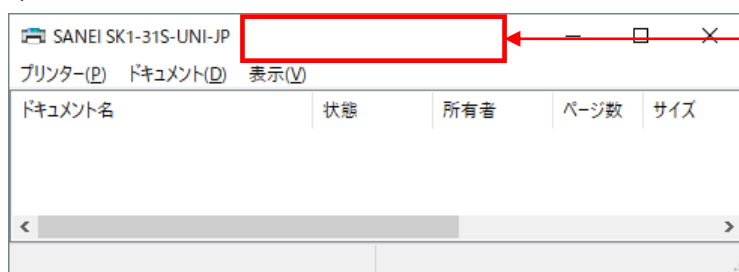 SANEI SK1-31S-UNI-JP
プリンター(P) ドキュメント(D) 表示(V)
ドキュメント名 状態 所有者 ページ数 サイズ